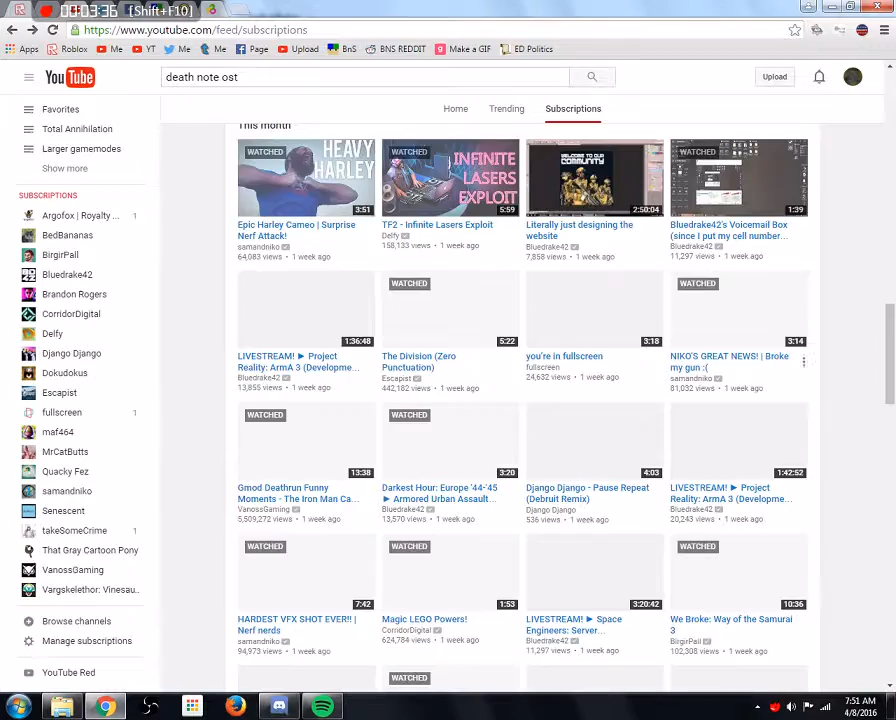 00:03:36 [Shift+F10]
https://www.youtube.com/feed/subscriptions
Apps Roblox Me YT Me Page Upload BnS BNS REDDIT Make a GIF ED Politics
YouTube
death note ost
Upload
Home Trending Subscriptions
Favorites
Total Annihilation
Larger gamemodes
Show more
SUBSCRIPTIONS
Argofox | Royalty ... 1
BedBananas
BirgirPall
Bluedrake42
Brandon Rogers
CorridorDigital
Delfy
Django Django
Dokudokus
Escapist
fullscreen 1
maf464
MrCatButts
Quacky Fez
samandniko
Senescent
takeSomeCrime 1
That Gray Cartoon Pony
VanossGaming
Vargskelethor: Vinesau...
Browse channels
Manage subscriptions
YouTube Red
This month
WATCHED
HEAVY
HARLEY
3:51
Epic Harley Cameo | Surprise
Nerf Attack!
samandniko
64,083 views • 1 week ago
WATCHED
INFINITE
LASERS
EXPLOIT
5:59
TF2 - Infinite Lasers Exploit
Delfy
158,133 views • 1 week ago
WELCOME TO OUR
COMMUNITY
2:50:04
Literally just designing the
website
Bluedrake42
7,858 views • 1 week ago
WATCHED
1:39
Bluedrake42's Voicemail Box
(since I put my cell number...
Bluedrake42
11,297 views • 1 week ago
1:36:48
LIVESTREAM! ► Project
Reality: ArmA 3 (Developme...
Bluedrake42
13,855 views • 1 week ago
WATCHED
5:22
The Division (Zero
Punctuation)
Escapist
442,182 views • 1 week ago
3:18
you're in fullscreen
fullscreen
24,632 views • 1 week ago
WATCHED
3:14
NIKO'S GREAT NEWS! | Broke
my gun :(
samandniko
81,032 views • 1 week ago
WATCHED
13:38
Gmod Deathrun Funny
Moments - The Iron Man Ca...
VanossGaming
5,509,272 views • 1 week ago
WATCHED
3:20
Darkest Hour: Europe '44-'45
► Armored Urban Assault...
Bluedrake42
13,570 views • 1 week ago
4:03
Django Django - Pause Repeat
(Debruit Remix)
Django Django
536 views • 1 week ago
1:42:52
LIVESTREAM! ► Project
Reality: ArmA 3 (Developme...
Bluedrake42
20,243 views • 1 week ago
WATCHED
7:42
HARDEST VFX SHOT EVER!! |
Nerf nerds
samandniko
94,973 views • 1 week ago
1:53
Magic LEGO Powers!
CorridorDigital
624,784 views • 1 week ago
3:20:42
LIVESTREAM! ► Space
Engineers: Server...
Bluedrake42
11,297 views • 1 week ago
WATCHED
10:36
We Broke: Way of the Samurai
3
BirgirPall
102,308 views • 1 week ago
WATCHED
7:51 AM
4/8/2016